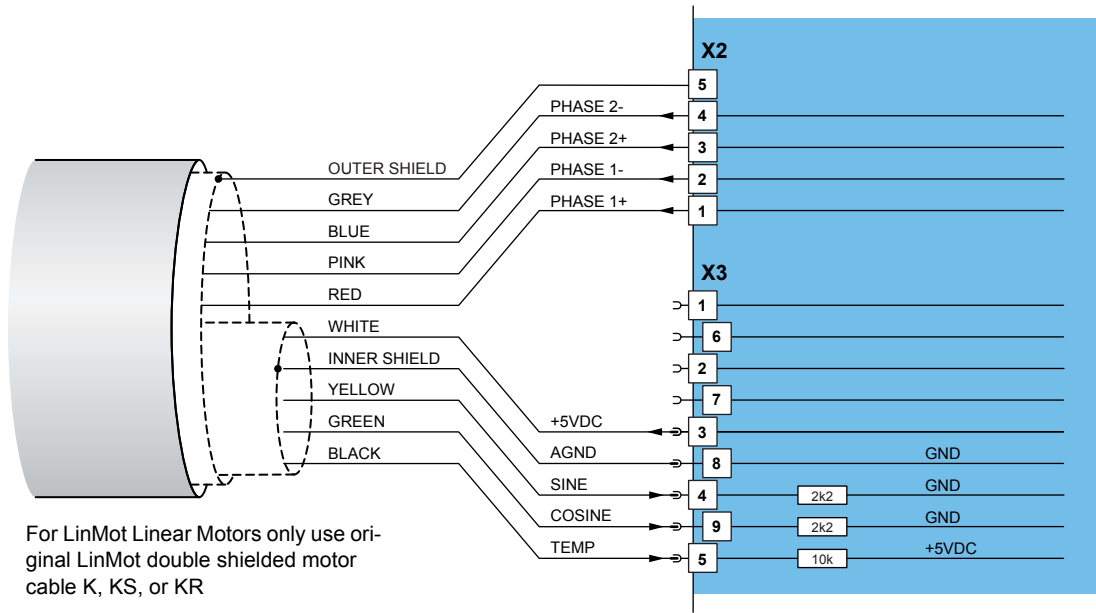 X2
5
PHASE 2- 4
PHASE 2+ 3
OUTER SHIELD PHASE 1- 2
GREY PHASE 1+ 1
BLUE
PINK X3
RED 1
WHITE 6
INNER SHIELD 2
YELLOW 7
GREEN +5VDC 3
BLACK AGND 8 GND
SINE 4 2k2 GND
COSINE 9 2k2 GND
TEMP 5 10k +5VDC
For LinMot Linear Motors only use ori-
ginal LinMot double shielded motor
cable K, KS, or KR